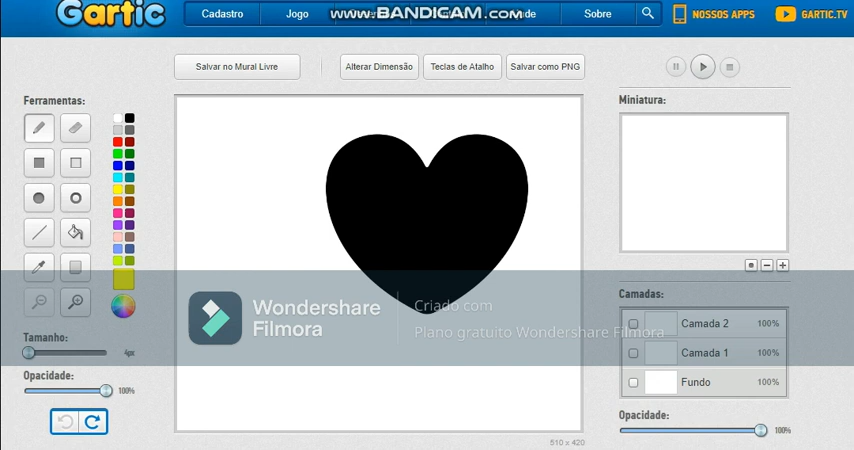 Gartic
Cadastro
Jogo
www.BANDICAM.com
Sobre
NOSSOS APPS
GARTIC.TV
Salvar no Mural Livre
Alterar Dimensão
Teclas de Atalho
Salvar como PNG
Ferramentas:
Miniatura:
Wondershare
Filmora
Criado com
Plano gratuito Wondershare Filmora
Camadas:
Camada 2 100%
Camada 1 100%
Fundo 100%
Tamanho:
4px
Opacidade:
100%
Opacidade:
100%
510 x 420